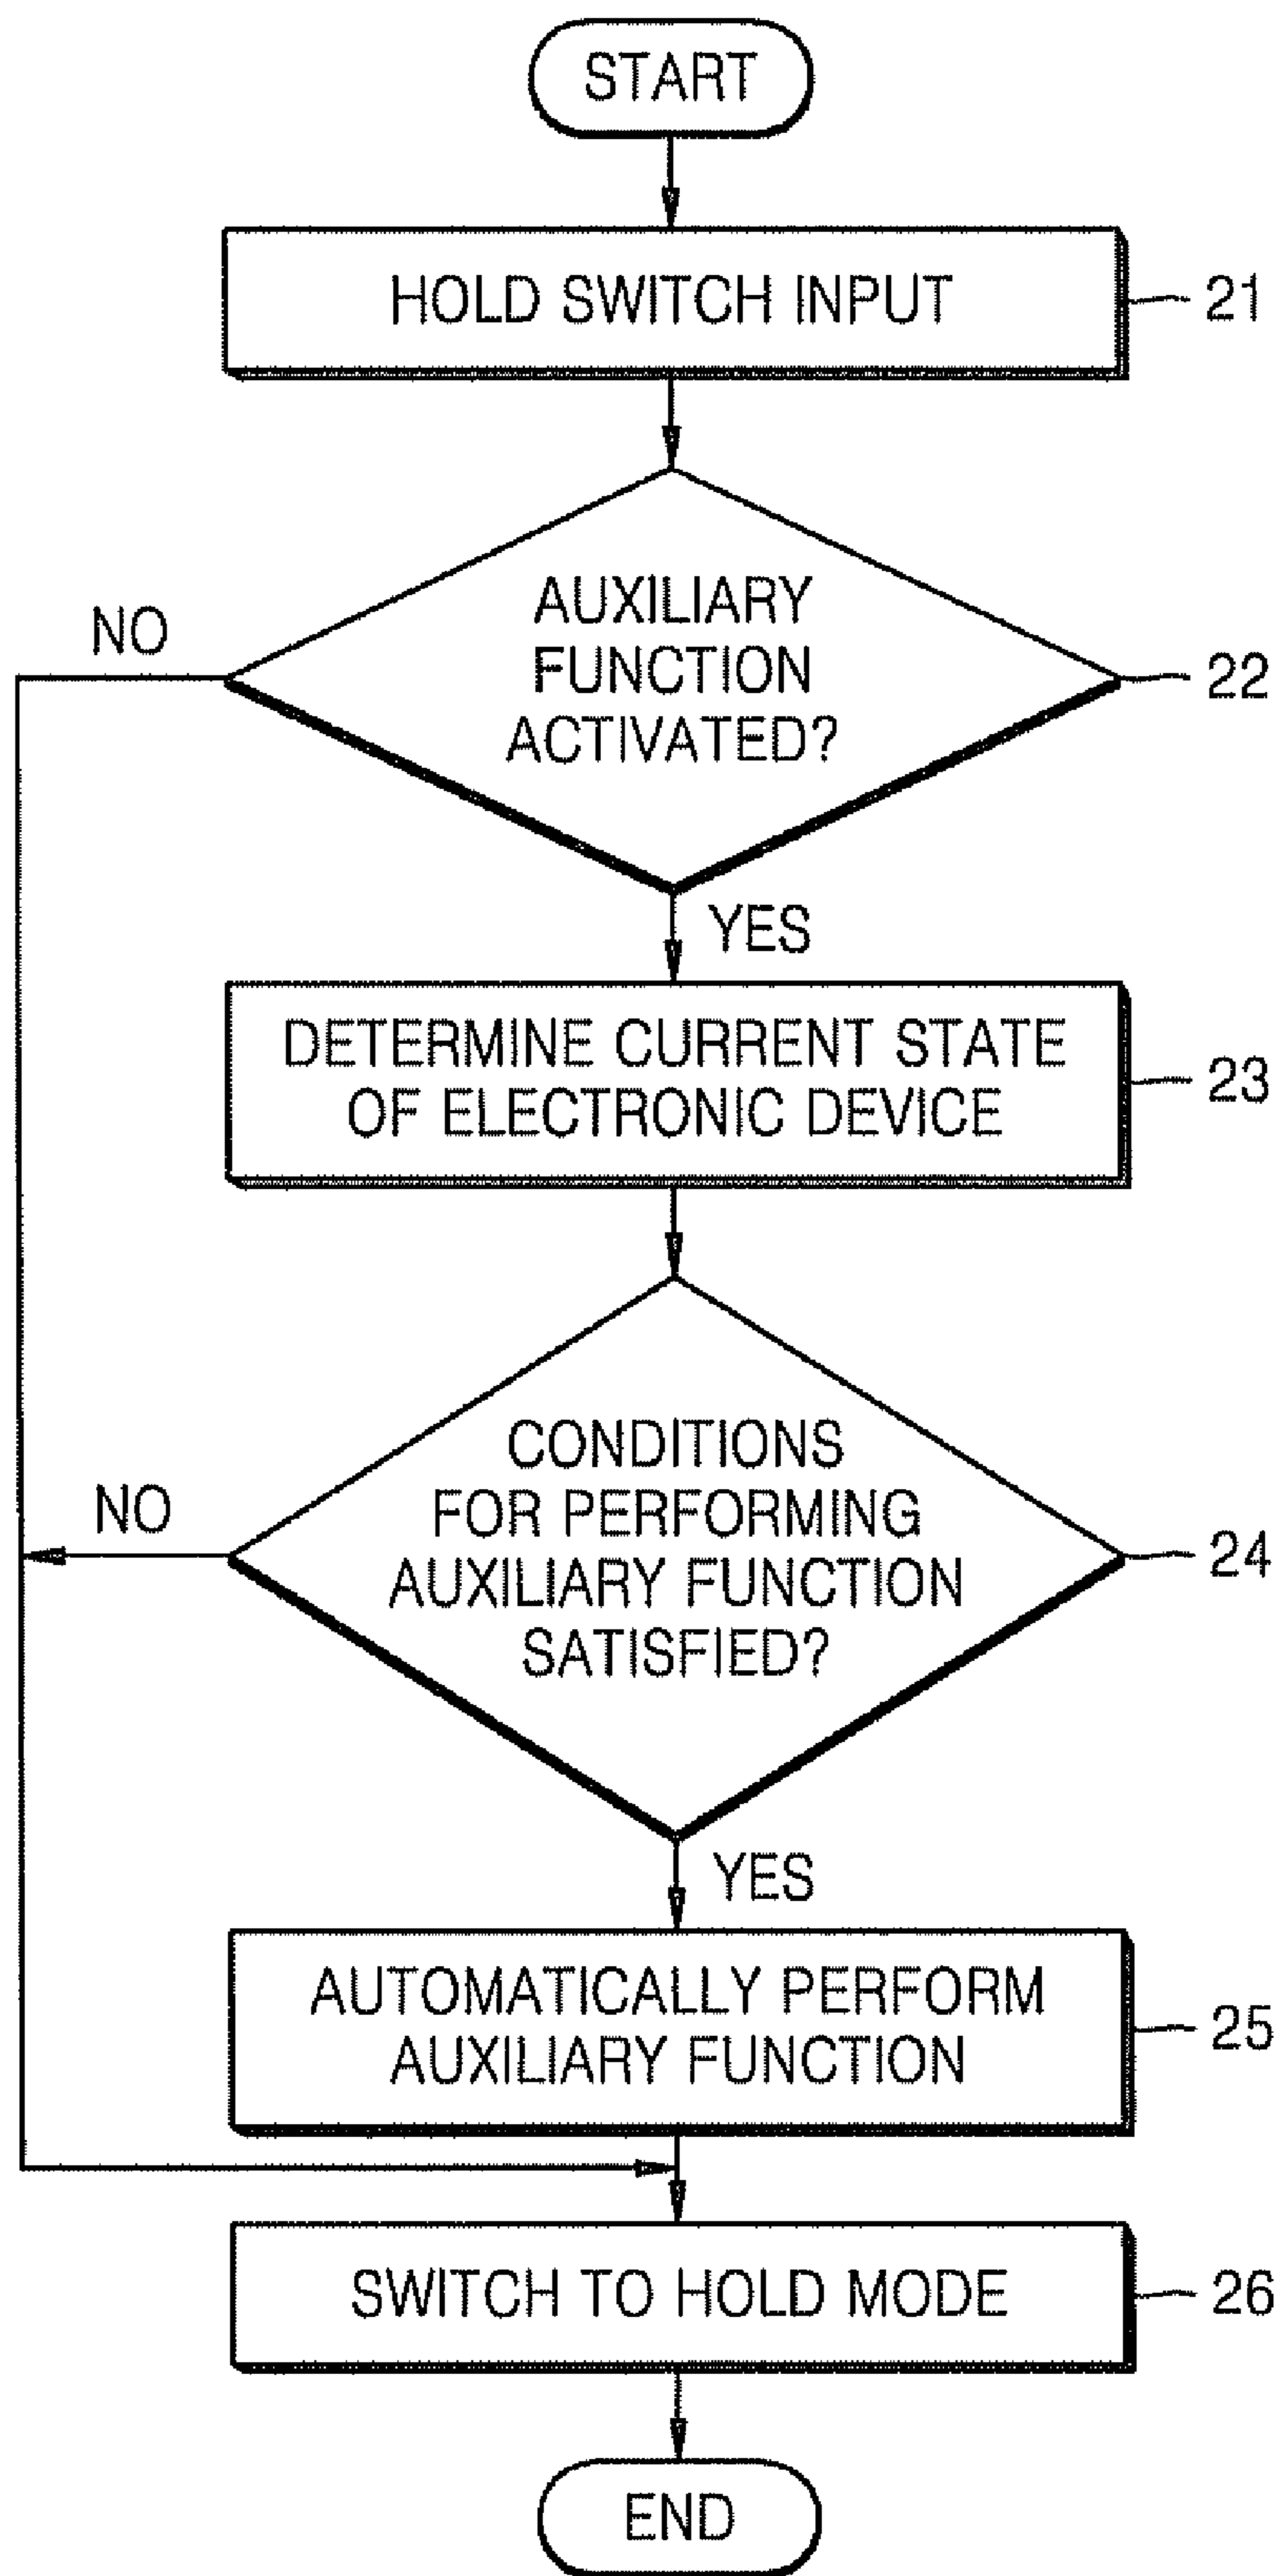 START
HOLD SWITCH INPUT
21
AUXILIARY
FUNCTION
ACTIVATED?
NO
22
YES
DETERMINE CURRENT STATE
OF ELECTRONIC DEVICE
23
CONDITIONS
FOR PERFORMING
AUXILIARY FUNCTION
SATISFIED?
NO
24
YES
AUTOMATICALLY PERFORM
AUXILIARY FUNCTION
25
SWITCH TO HOLD MODE
26
END